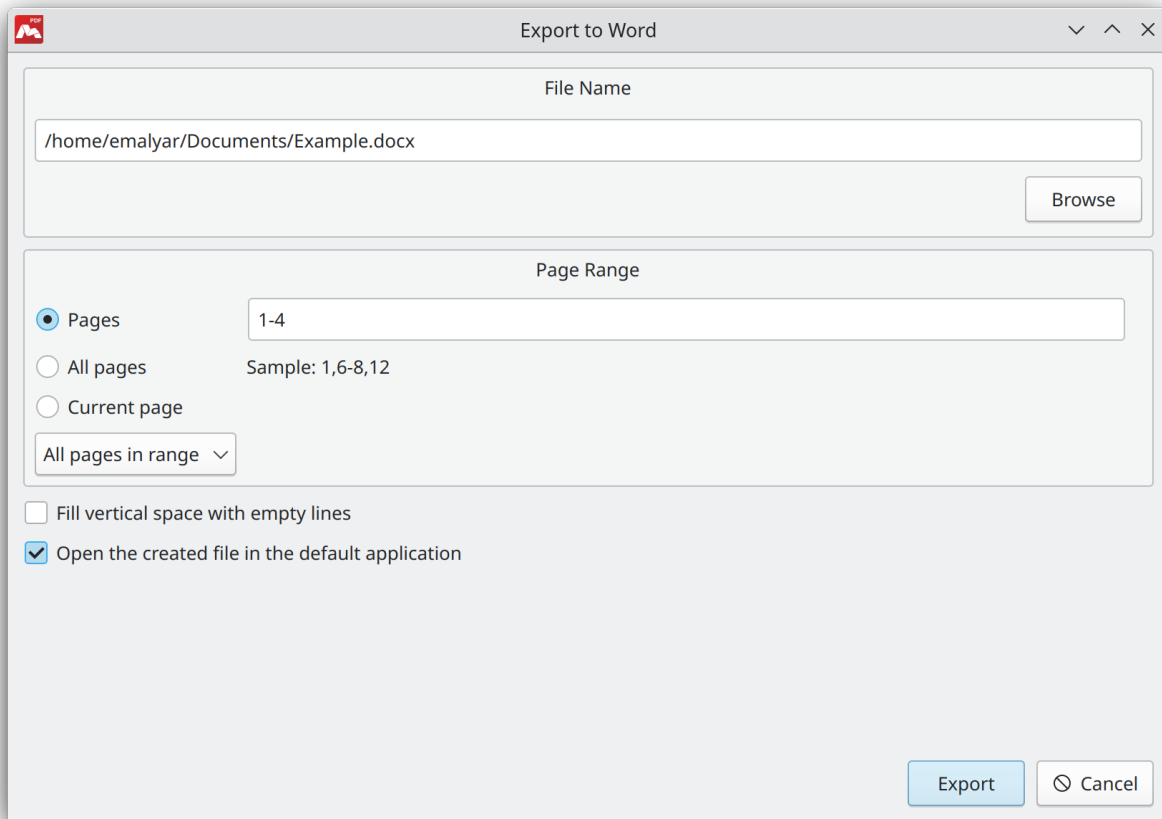 PDF
Export to Word
File Name
/home/emalyar/Documents/Example.docx
Browse
Page Range
Pages
1-4
All pages
Sample: 1,6-8,12
Current page
All pages in range
Fill vertical space with empty lines
Open the created file in the default application
Export
Cancel